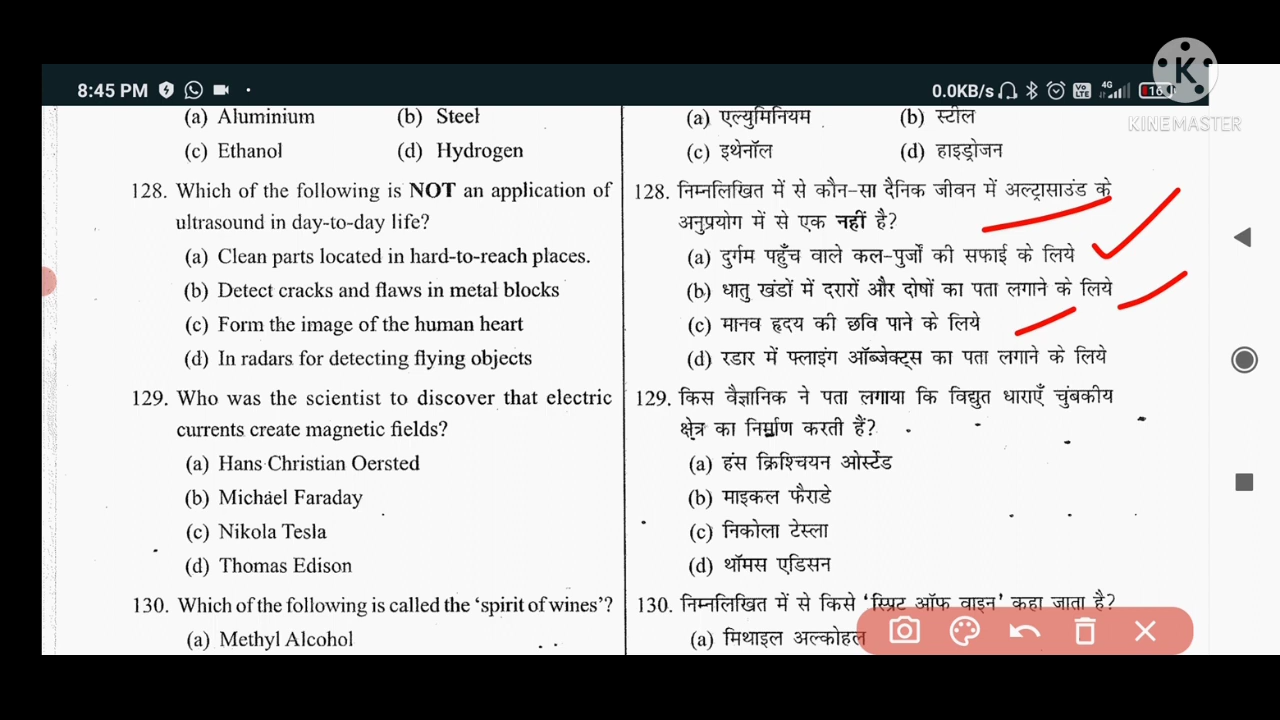 8:45 PM
0.0KB/s
Vo LTE
4G
16
K
KINEMASTER
(a) Aluminium (b) Steel
(c) Ethanol (d) Hydrogen
128. Which of the following is NOT an application of
ultrasound in day-to-day life?
(a) Clean parts located in hard-to-reach places.
(b) Detect cracks and flaws in metal blocks
(c) Form the image of the human heart
(d) In radars for detecting flying objects
129. Who was the scientist to discover that electric
currents create magnetic fields?
(a) Hans Christian Oersted
(b) Michael Faraday
(c) Nikola Tesla
(d) Thomas Edison
130. Which of the following is called the ‘spirit of wines’?
(a) Methyl Alcohol
(a) एल्युमिनियम (b) स्टील
(c) इथेनॉल (d) हाइड्रोजन
128. निम्नलिखित में से कौन-सा दैनिक जीवन में अल्ट्रासाउंड के
अनुप्रयोग में से एक नहीं है?
(a) दुर्गम पहुँच वाले कल-पुर्जों की सफाई के लिये
(b) धातु खंडों में दरारों और दोषों का पता लगाने के लिये
(c) मानव हृदय की छवि पाने के लिये
(d) रडार में फ्लाइंग ऑब्जेक्ट्स का पता लगाने के लिये
129. किस वैज्ञानिक ने पता लगाया कि विद्युत धाराएँ चुंबकीय
क्षेत्र का निर्माण करती हैं?
(a) हंस क्रिश्चियन ओर्स्टेड
(b) माइकल फैराडे
(c) निकोला टेस्ला
(d) थॉमस एडिसन
130. निम्नलिखित में से किसे ‘स्प्रिट ऑफ वाइन’ कहा जाता है?
(a) मिथाइल अल्कोहल